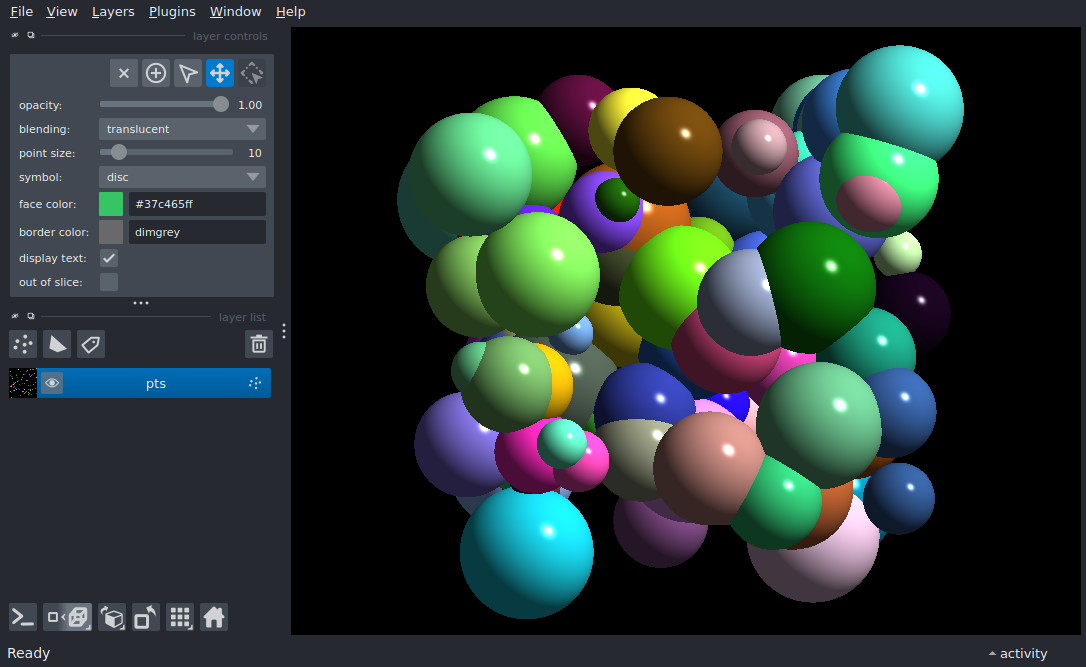 File View Layers Plugins Window Help
layer controls
opacity: 1.00
blending: translucent
point size: 10
symbol: disc
face color: #37c465ff
border color: dimgrey
display text:
out of slice:
layer list
pts
Ready
activity